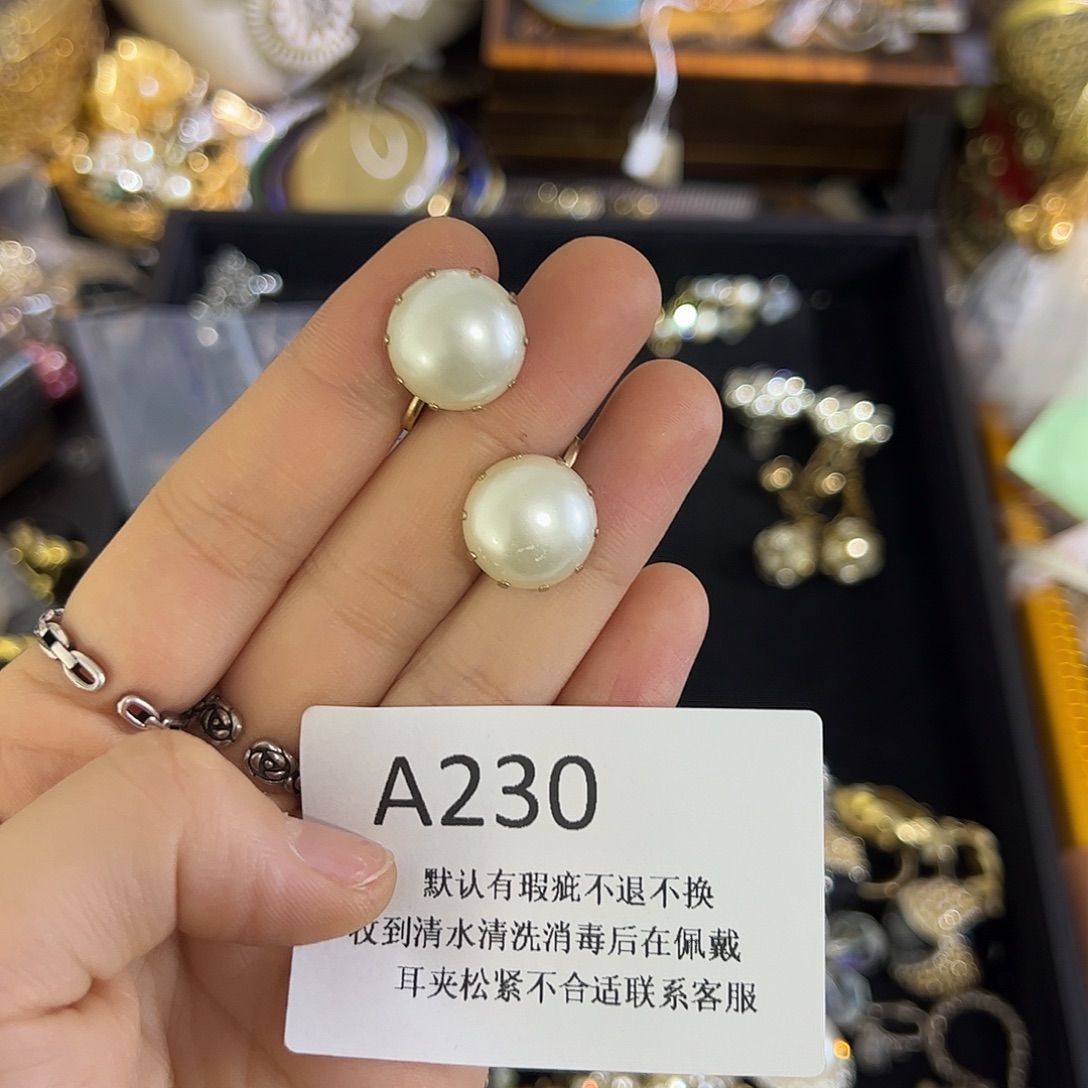 A230
默认有瑕疵不退不换
收到清水清洗消毒后在佩戴
耳夹松紧不合适联系客服